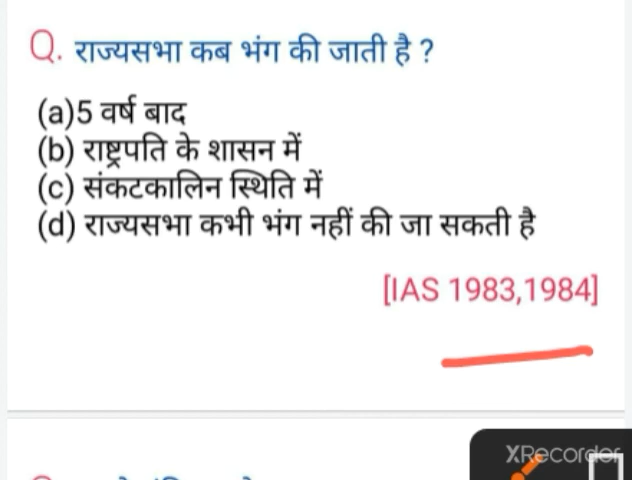 Q. राज्यसभा कब भंग की जाती है ?
(a)5 वर्ष बाद
(b) राष्ट्रपति के शासन में
(c) संकटकालिन स्थिति में
(d) राज्यसभा कभी भंग नहीं की जा सकती है
[IAS 1983,1984]
XRecorder